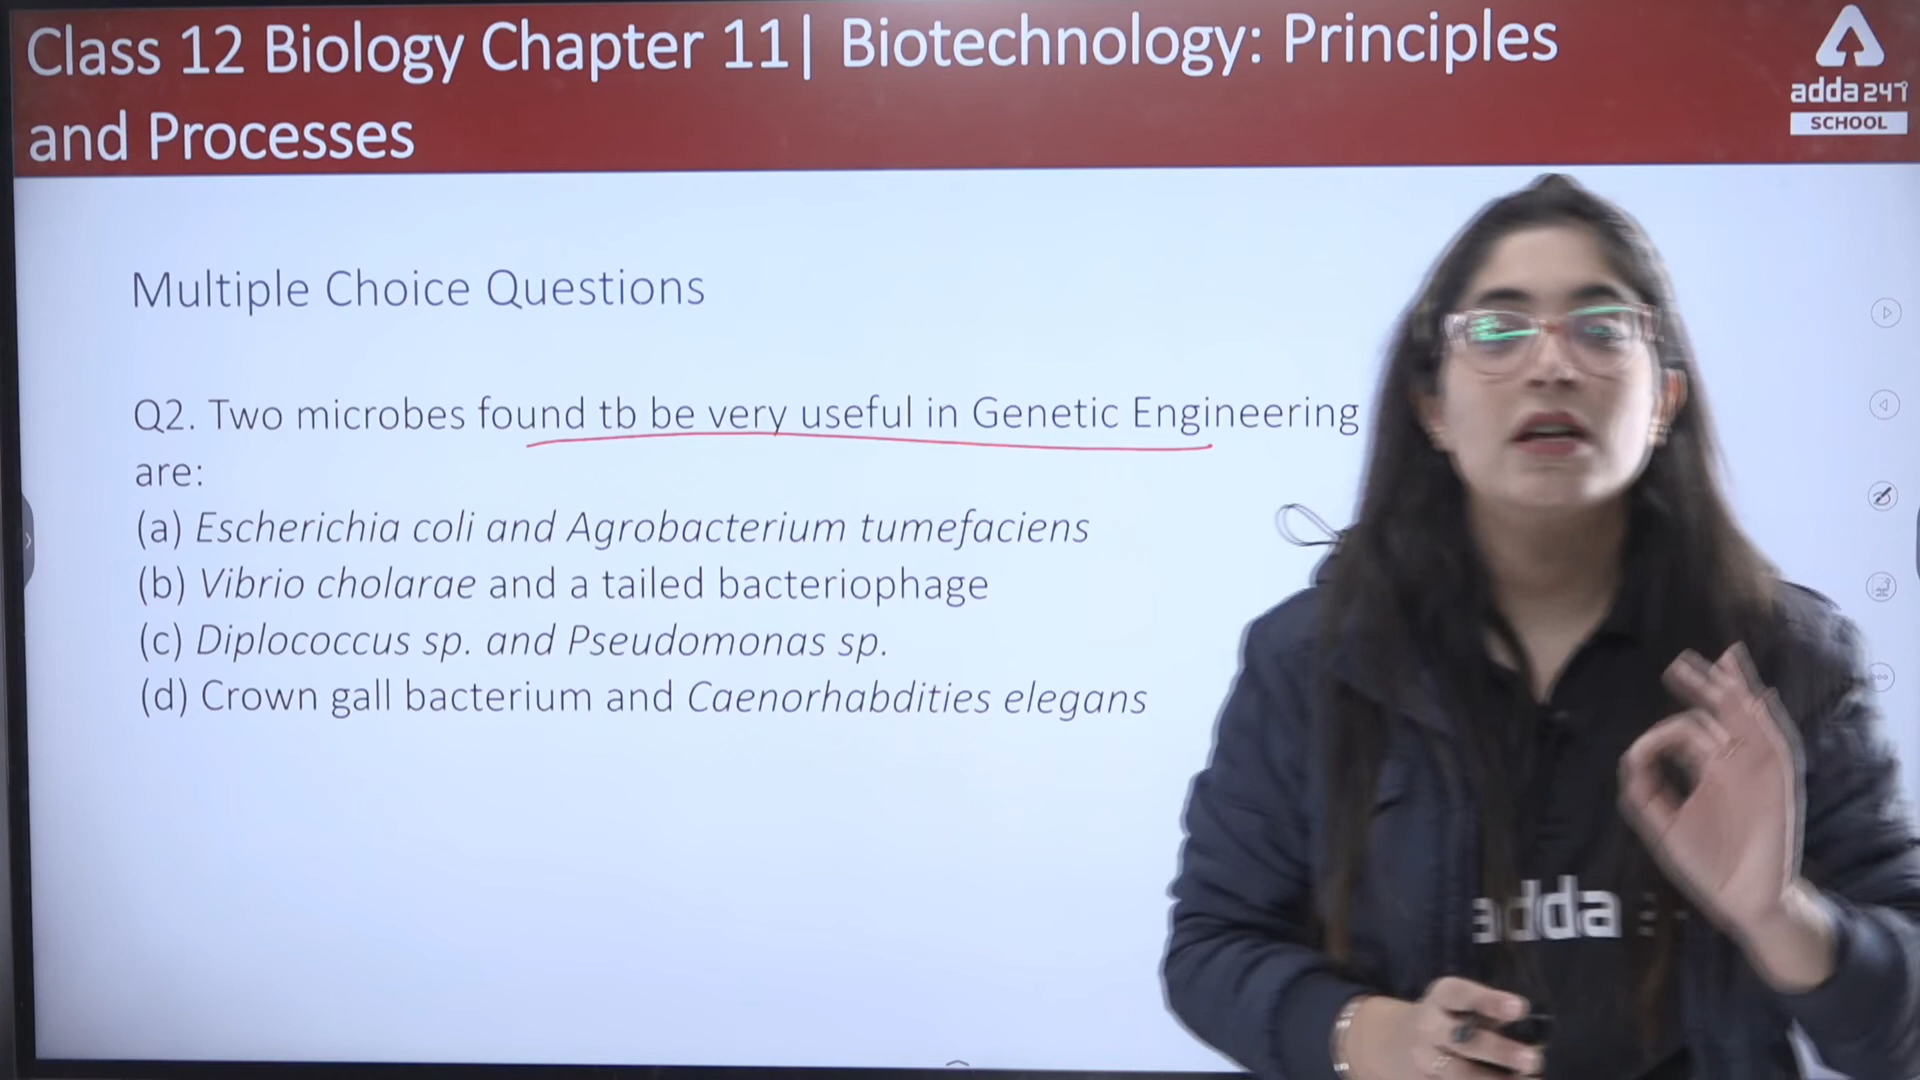 Class 12 Biology Chapter 11| Biotechnology: Principles
and Processes
adda247
SCHOOL
Multiple Choice Questions
Q2. Two microbes found tb be very useful in Genetic Engineering
are:
(a) Escherichia coli and Agrobacterium tumefaciens
(b) Vibrio cholarae and a tailed bacteriophage
(c) Diplococcus sp. and Pseudomonas sp.
(d) Crown gall bacterium and Caenorhabdities elegans
adda